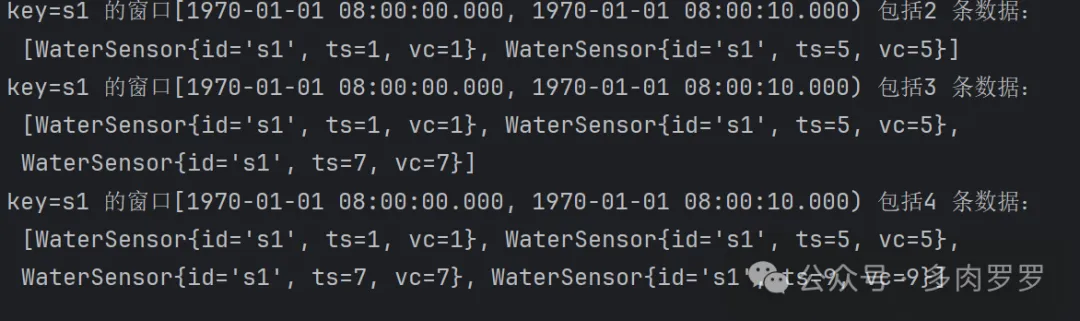 key=s1 的窗口[1970-01-01 08:00:00.000, 1970-01-01 08:00:10.000) 包括2 条数据:
[WaterSensor{id='s1', ts=1, vc=1}, WaterSensor{id='s1', ts=5, vc=5}]
key=s1 的窗口[1970-01-01 08:00:00.000, 1970-01-01 08:00:10.000) 包括3 条数据:
[WaterSensor{id='s1', ts=1, vc=1}, WaterSensor{id='s1', ts=5, vc=5},
WaterSensor{id='s1', ts=7, vc=7}]
key=s1 的窗口[1970-01-01 08:00:00.000, 1970-01-01 08:00:10.000) 包括4 条数据:
[WaterSensor{id='s1', ts=1, vc=1}, WaterSensor{id='s1', ts=5, vc=5},
WaterSensor{id='s1', ts=7, vc=7}, WaterSensor{id='s1', ts=9, vc=9}]
公众号 · 多肉罗罗